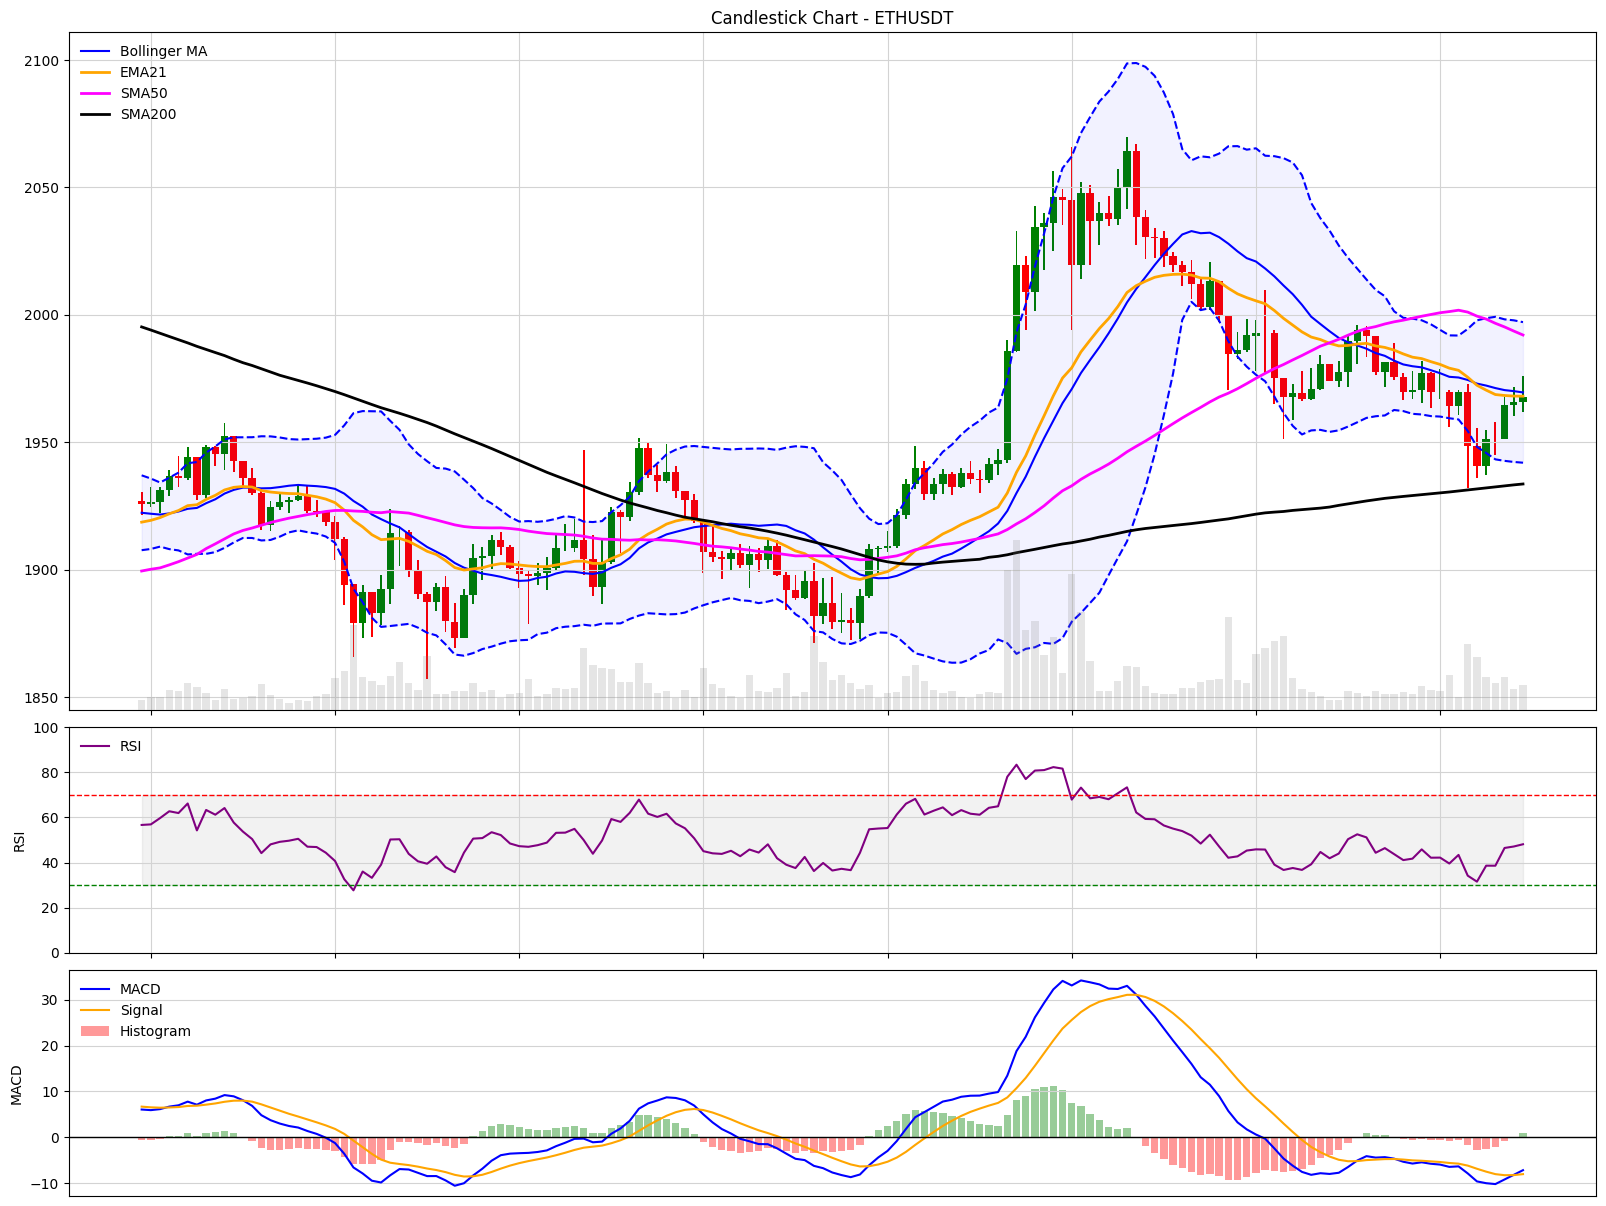 Candlestick Chart - ETHUSDT
Bollinger MA
EMA21
SMA50
SMA200
2100
2050
2000
1950
1900
1850
RSI
100
80
60
40
20
0
RSI
MACD
Signal
Histogram
30
20
10
0
−10
MACD